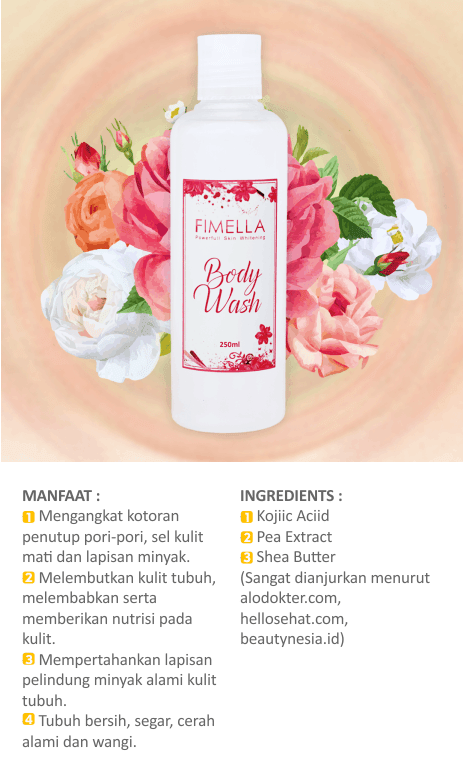 FIMELLA
Powerfull Skin Whitening
Body
Wash
250ml
MANFAAT :
1 Mengangkat kotoran
penutup pori-pori, sel kulit
mati dan lapisan minyak.
2 Melembutkan kulit tubuh,
melembabkan serta
memberikan nutrisi pada
kulit.
3 Mempertahankan lapisan
pelindung minyak alami kulit
tubuh.
4 Tubuh bersih, segar, cerah
alami dan wangi.
INGREDIENTS :
1 Kojiic Aciid
2 Pea Extract
3 Shea Butter
(Sangat dianjurkan menurut
alodokter.com,
hellosehat.com,
beautynesia.id)